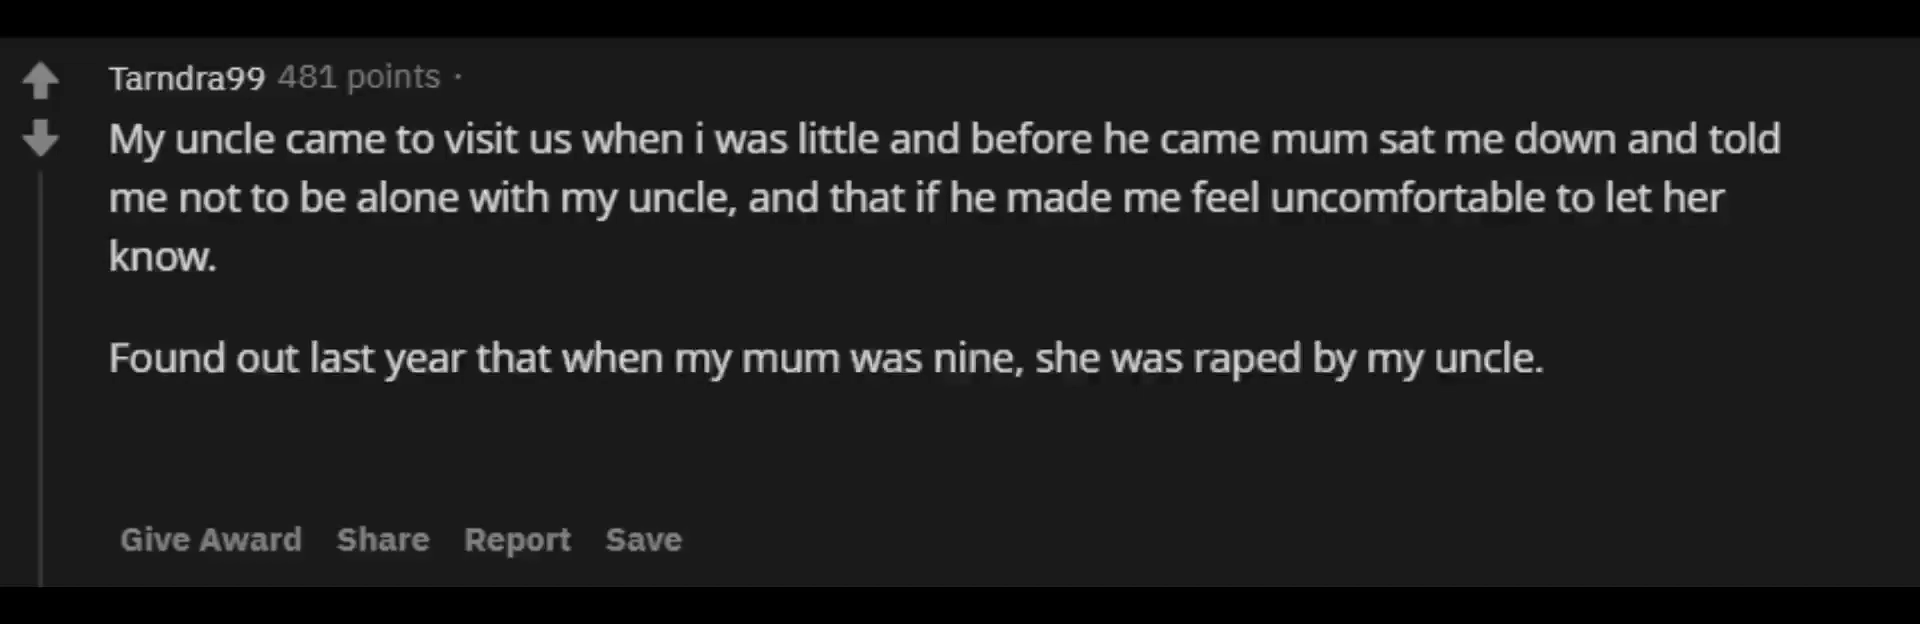 Tarndra99 481 points ·
My uncle came to visit us when i was little and before he came mum sat me down and told
me not to be alone with my uncle, and that if he made me feel uncomfortable to let her
know.
Found out last year that when my mum was nine, she was raped by my uncle.
Give Award Share Report Save